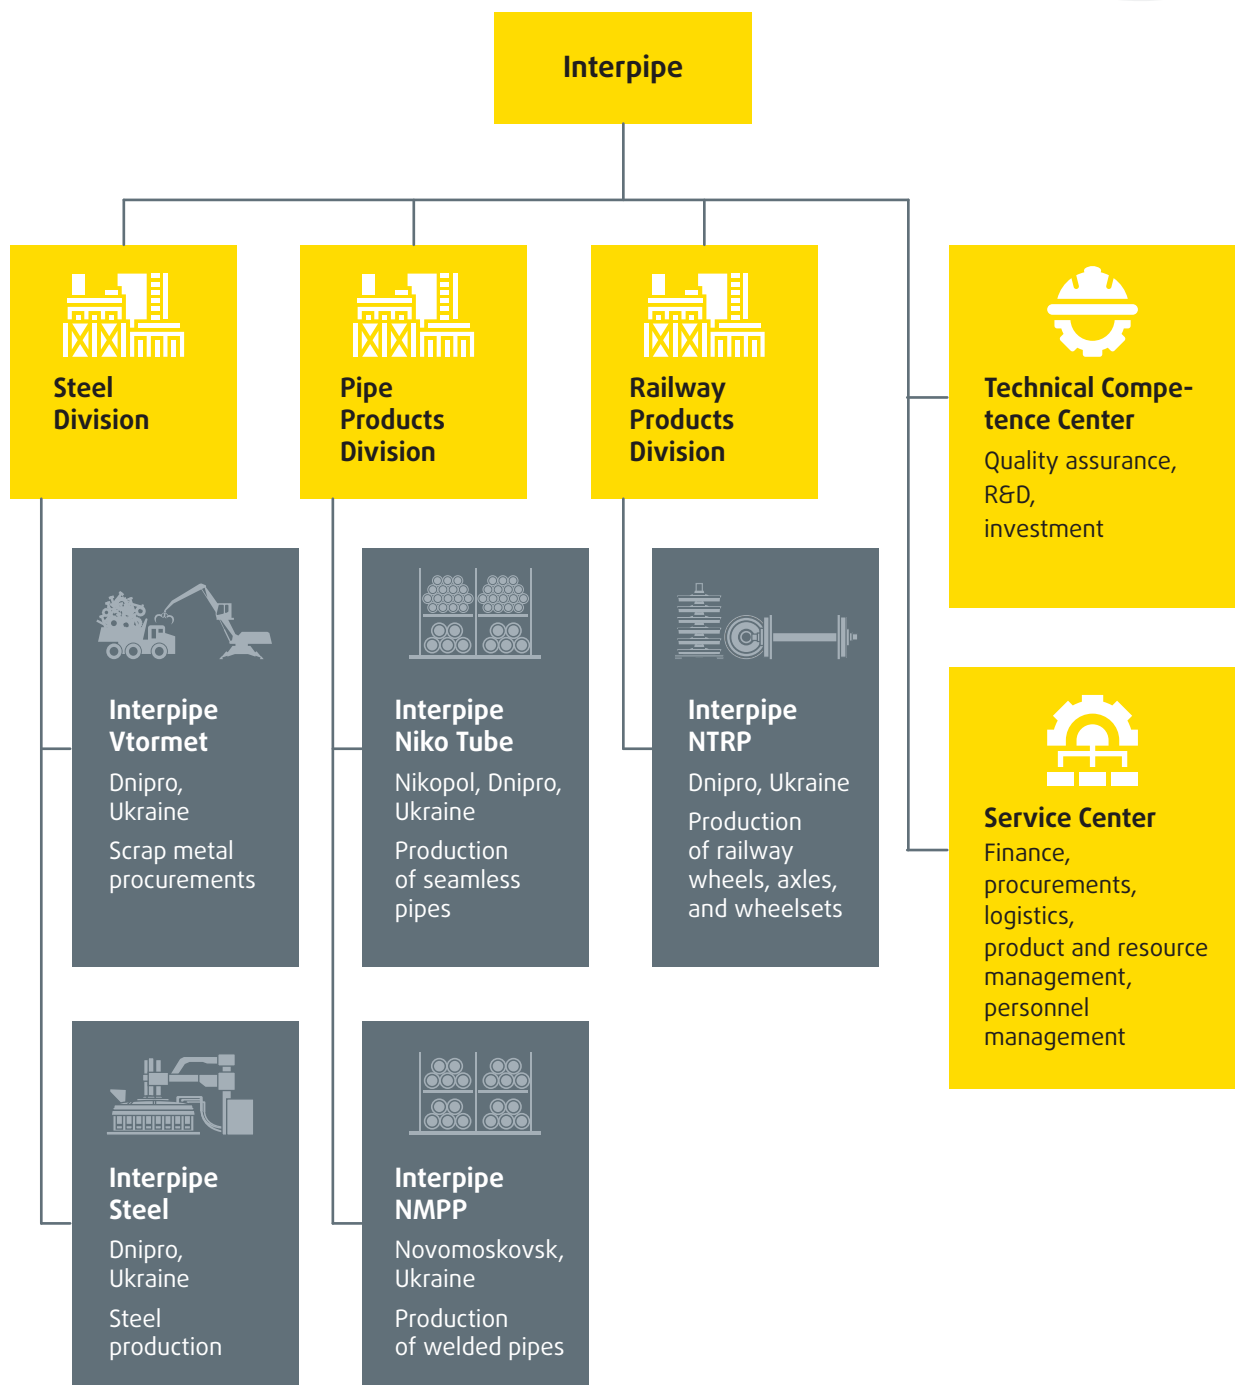 Interpipe
Steel
Division
Pipe
Products
Division
Railway
Products
Division
Technical Compe-
tence Center
Quality assurance,
R&D,
investment
Interpipe
Vtormet
Dnipro,
Ukraine
Scrap metal
procurements
Interpipe
Niko Tube
Nikopol, Dnipro,
Ukraine
Production
of seamless
pipes
Interpipe
NTRP
Dnipro, Ukraine
Production
of railway
wheels, axles,
and wheelsets
Service Center
Finance,
procurements,
logistics,
product and resource
management,
personnel
management
Interpipe
Steel
Dnipro,
Ukraine
Steel
production
Interpipe
NMPP
Novomoskovsk,
Ukraine
Production
of welded pipes